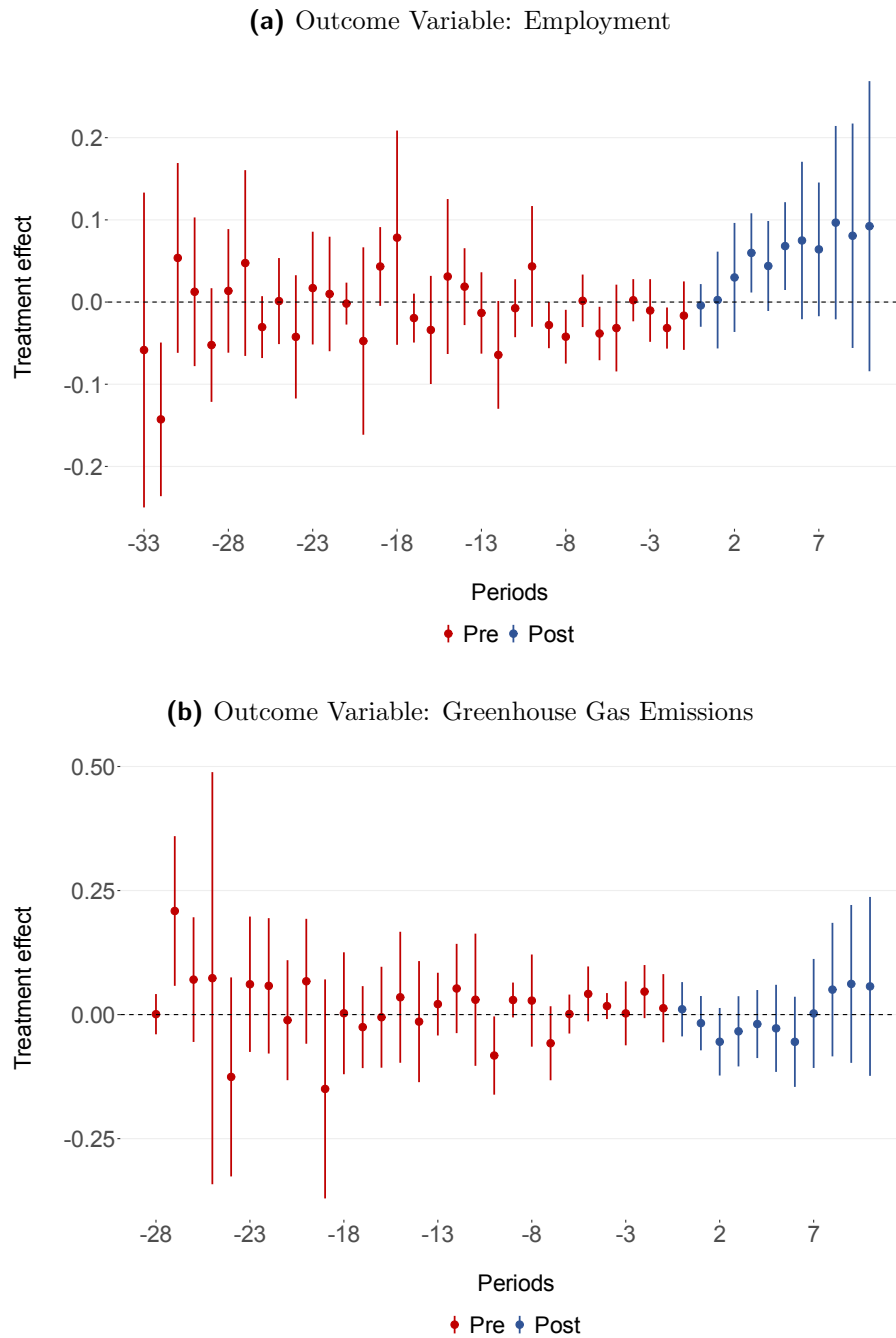 (a) Outcome Variable: Employment
0.2
0.1
0.0
-0.1
-0.2
Treatment effect
-33 -28 -23 -18 -13 -8 -3 2 7
Periods
Pre Post
(b) Outcome Variable: Greenhouse Gas Emissions
0.50
0.25
0.00
-0.25
Treatment effect
-28 -23 -18 -13 -8 -3 2 7
Periods
Pre Post